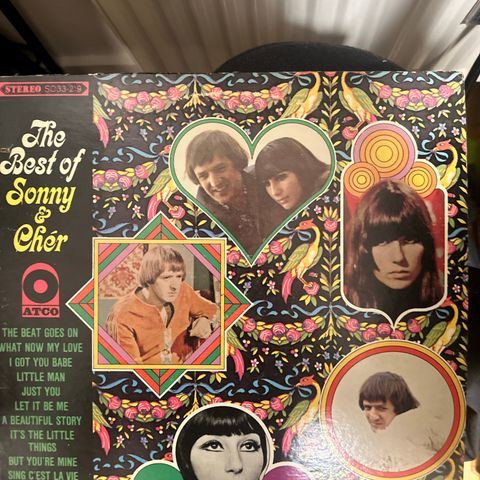 STEREO SD33-219
The
Best of
Sonny
&
Cher
ATCO
THE BEAT GOES ON
WHAT NOW MY LOVE
I GOT YOU BABE
LITTLE MAN
JUST YOU
LET IT BE ME
A BEAUTIFUL STORY
IT'S THE LITTLE
THINGS
BUT YOU'RE MINE
SING C'EST LA VIE